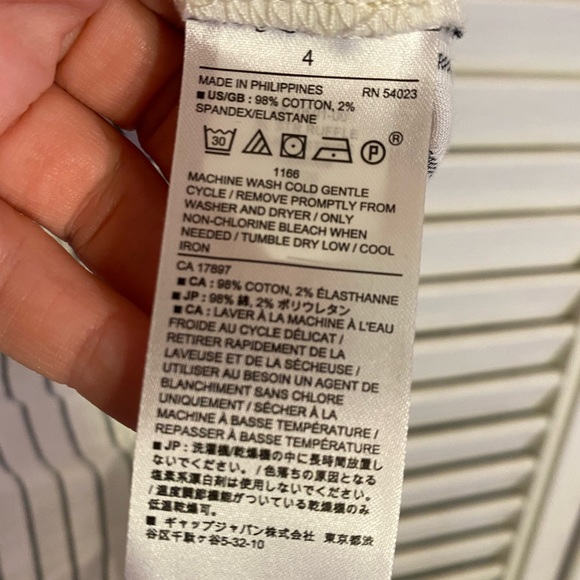 4
MADE IN PHILIPPINES RN 54023
■ US/GB : 98% COTTON, 2%
SPANDEX/ELASTANE
RUFFLE
30 P ®
1166
MACHINE WASH COLD GENTLE
CYCLE / REMOVE PROMPTLY FROM
WASHER AND DRYER / ONLY
NON-CHLORINE BLEACH WHEN
NEEDED / TUMBLE DRY LOW / COOL
IRON
CA 17897
■ CA : 98% COTON, 2% ÉLASTHANNE
■ JP : 98% 綿, 2% ポリウレタン
■ CA : LAVER À LA MACHINE À L'EAU
FROIDE AU CYCLE DÉLICAT /
RETIRER RAPIDEMENT DE LA
LAVEUSE ET DE LA SÉCHEUSE /
UTILISER AU BESOIN UN AGENT DE
BLANCHIMENT SANS CHLORE
UNIQUEMENT / SÉCHER À LA
MACHINE À BASSE TEMPÉRATURE /
REPASSER À BASSE TEMPÉRATURE
■ JP : 洗濯機/乾燥機の中に長時間放置し
ないでください。/色落ちの原因となる
塩素系漂白剤は使用しないでください。
/温度調節機能がついている乾燥機のみ
低温乾燥可。
■ ギャップジャパン株式会社 東京都渋
谷区千駄ヶ谷5-32-10